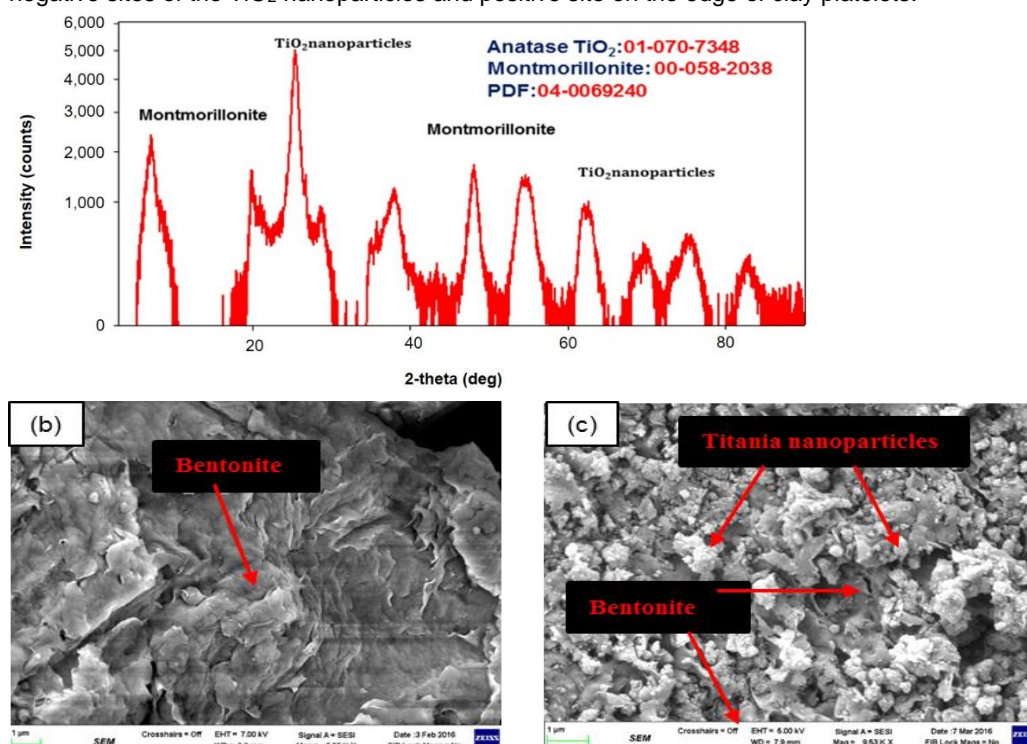 negative sites of the TiO₂ nanoparticles and positive site on the edge of clay platelets.
6,000
5,000
4,000
3,000
2,000
1,000
0
Intensity (counts)
TiO₂nanoparticles
Anatase TiO₂:01-070-7348
Montmorillonite: 00-058-2038
PDF:04-0069240
Montmorillonite
Montmorillonite
TiO₂nanoparticles
20
40
60
80
2-theta (deg)
(b)
Bentonite
1 µm
SEM
Crosshairs = Off
EHT = 7.00 kV
Signal A = SESI
Date :3 Feb 2016
ZEISS
(c)
Titania nanoparticles
Bentonite
1 µm
SEM
Crosshairs = Off
EHT = 5.00 kV
WD = 7.9 mm
Signal A = SESI
Mag = 9.53 K X
Date :7 Mar 2016
FIB Lock Mags = No